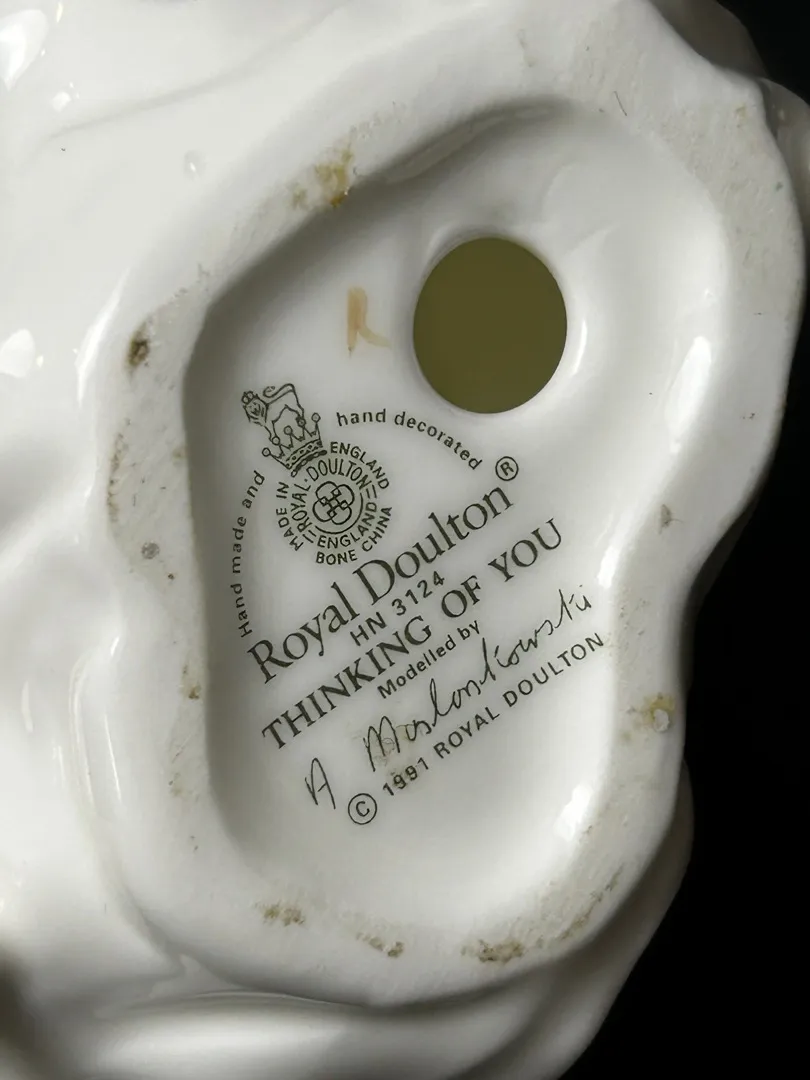 Hand made and hand decorated
MADE IN ENGLAND
ROYAL·DOULTON
ENGLAND
BONE CHINA
Royal Doulton®
HN 3124
THINKING OF YOU
Modelled by
A Maslankowski
© 1991 ROYAL DOULTON